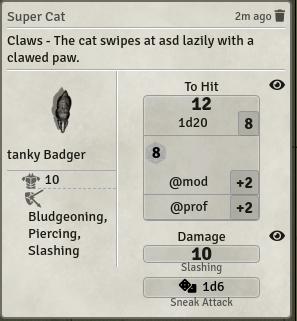 Super Cat
2m ago
Claws - The cat swipes at asd lazily with a
clawed paw.
tanky Badger
10
Bludgeoning,
Piercing,
Slashing
To Hit
12
1d20 8
8
@mod +2
@prof +2
Damage
10
Slashing
1d6
Sneak Attack